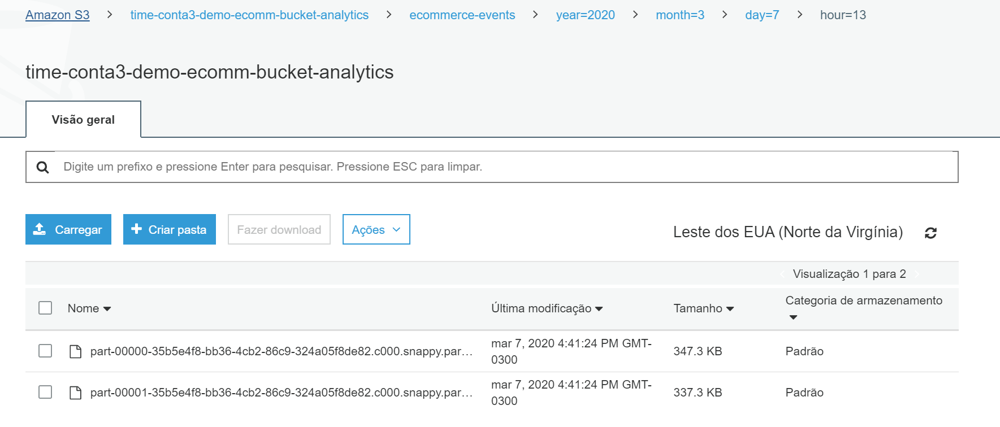 Amazon S3 > time-conta3-demo-ecomm-bucket-analytics > ecommerce-events > year=2020 > month=3 > day=7 > hour=13
time-conta3-demo-ecomm-bucket-analytics
Visão geral
Digite um prefixo e pressione Enter para pesquisar. Pressione ESC para limpar.
Carregar Criar pasta Fazer download Ações Leste dos EUA (Norte da Virgínia)
Visualização 1 para 2
Nome Última modificação Tamanho Categoria de armazenamento
part-00000-35b5e4f8-bb36-4cb2-86c9-324a05f8de82.c000.snappy.par… mar 7, 2020 4:41:24 PM GMT-
0300 347.3 KB Padrão
part-00001-35b5e4f8-bb36-4cb2-86c9-324a05f8de82.c000.snappy.par… mar 7, 2020 4:41:24 PM GMT-
0300 337.3 KB Padrão